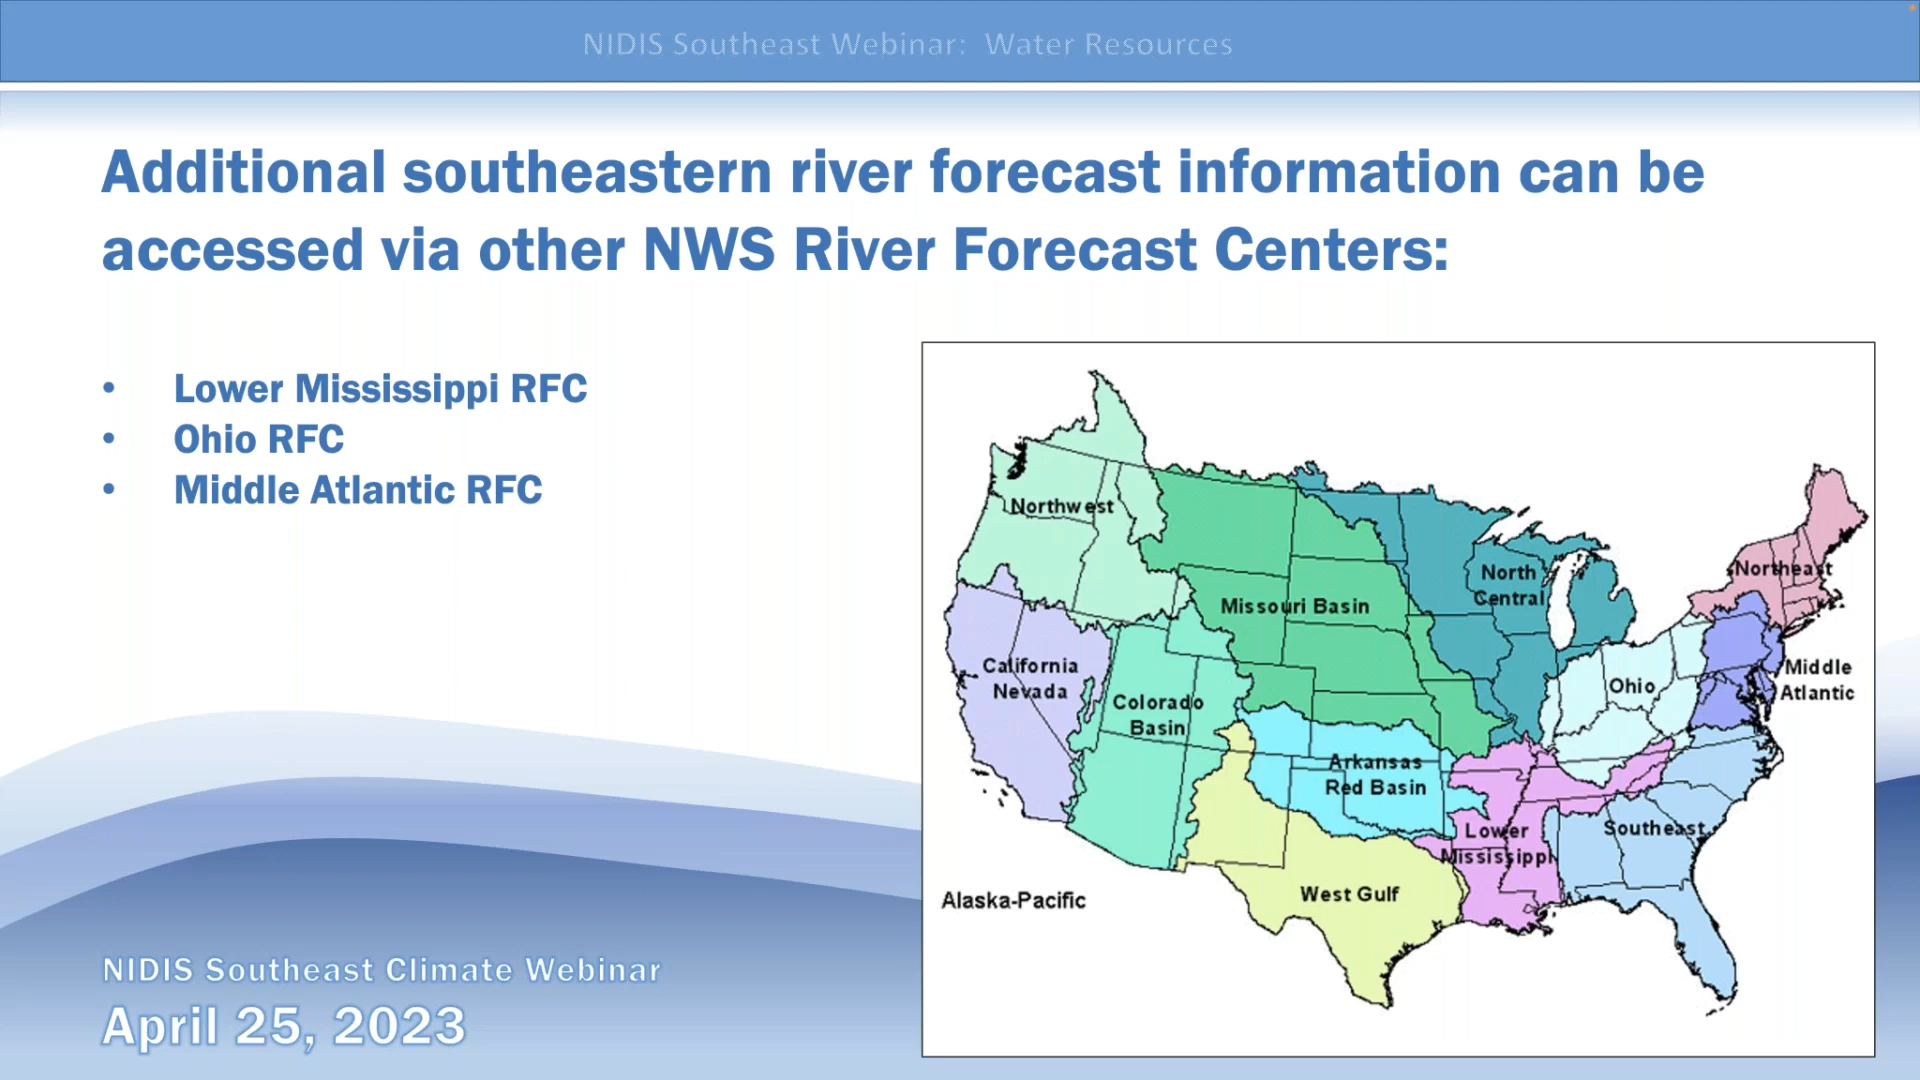 NIDIS Southeast Webinar: Water Resources
Additional southeastern river forecast information can be
accessed via other NWS River Forecast Centers:
• Lower Mississippi RFC
• Ohio RFC
• Middle Atlantic RFC
Northwest
Northeast
North
Central
Missouri Basin
California
Nevada
Middle
Atlantic
Ohio
Colorado
Basin
Arkansas
Red Basin
Lower
Mississippi
Southeast
West Gulf
Alaska-Pacific
NIDIS Southeast Climate Webinar
April 25, 2023